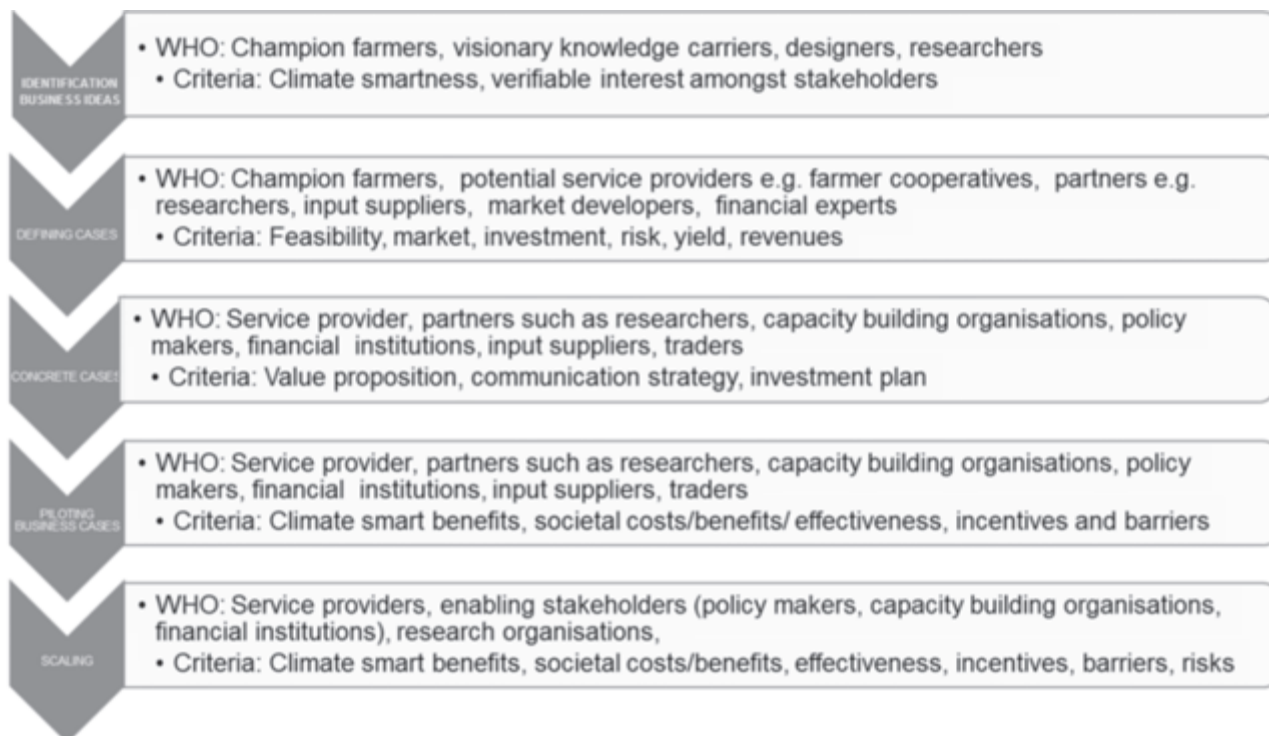 IDENTIFICATION
BUSINESS IDEAS
• WHO: Champion farmers, visionary knowledge carriers, designers, researchers
• Criteria: Climate smartness, verifiable interest amongst stakeholders
DEFINING CASES
• WHO: Champion farmers, potential service providers e.g. farmer cooperatives, partners e.g.
researchers, input suppliers, market developers, financial experts
• Criteria: Feasibility, market, investment, risk, yield, revenues
CONCRETE CASES
• WHO: Service provider, partners such as researchers, capacity building organisations, policy
makers, financial institutions, input suppliers, traders
• Criteria: Value proposition, communication strategy, investment plan
PILOTING
BUSINESS CASES
• WHO: Service provider, partners such as researchers, capacity building organisations, policy
makers, financial institutions, input suppliers, traders
• Criteria: Climate smart benefits, societal costs/benefits/ effectiveness, incentives and barriers
SCALING
• WHO: Service providers, enabling stakeholders (policy makers, capacity building organisations,
financial institutions), research organisations,
• Criteria: Climate smart benefits, societal costs/benefits, effectiveness, incentives, barriers, risks